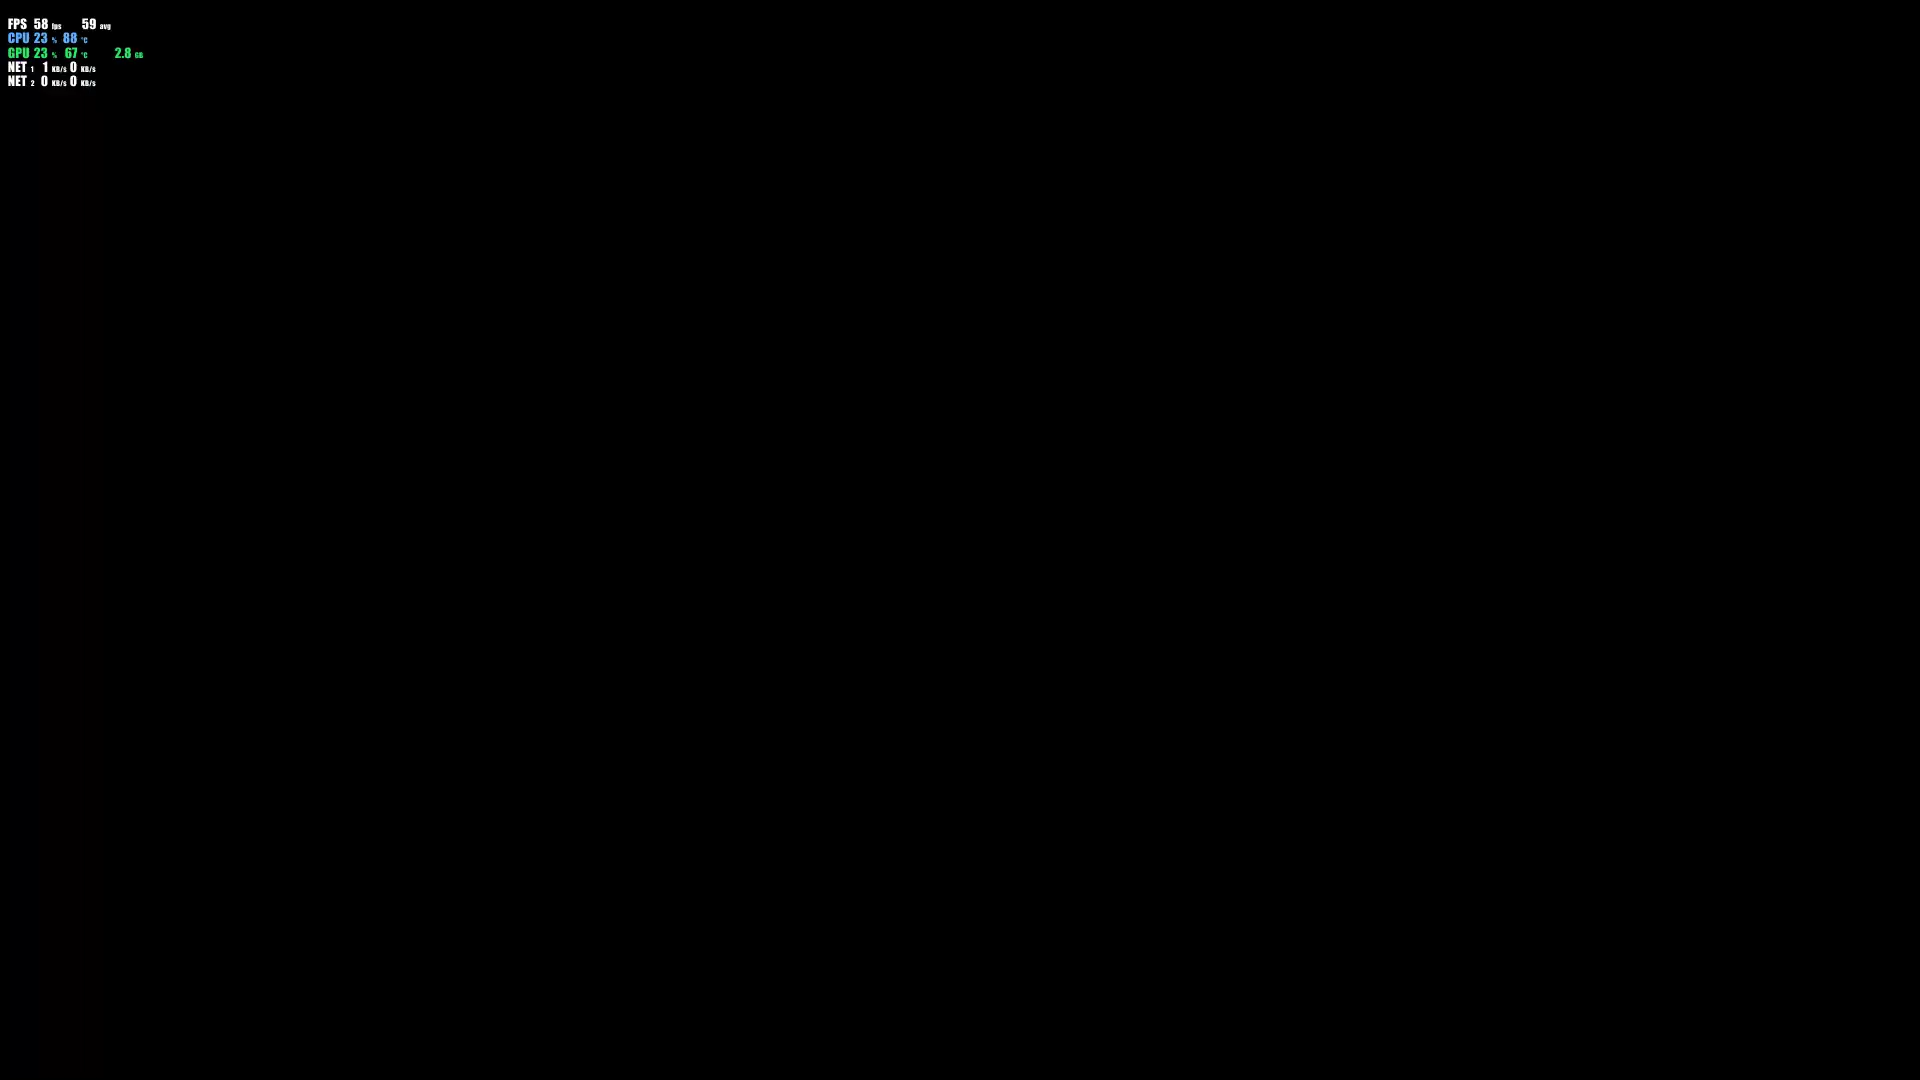 FPS 58 fps 59 avg
CPU 23 % 88 °C
GPU 23 % 67 °C 2.8 GB
NET 1 1 KB/s 0 KB/s
NET 2 0 KB/s 0 KB/s